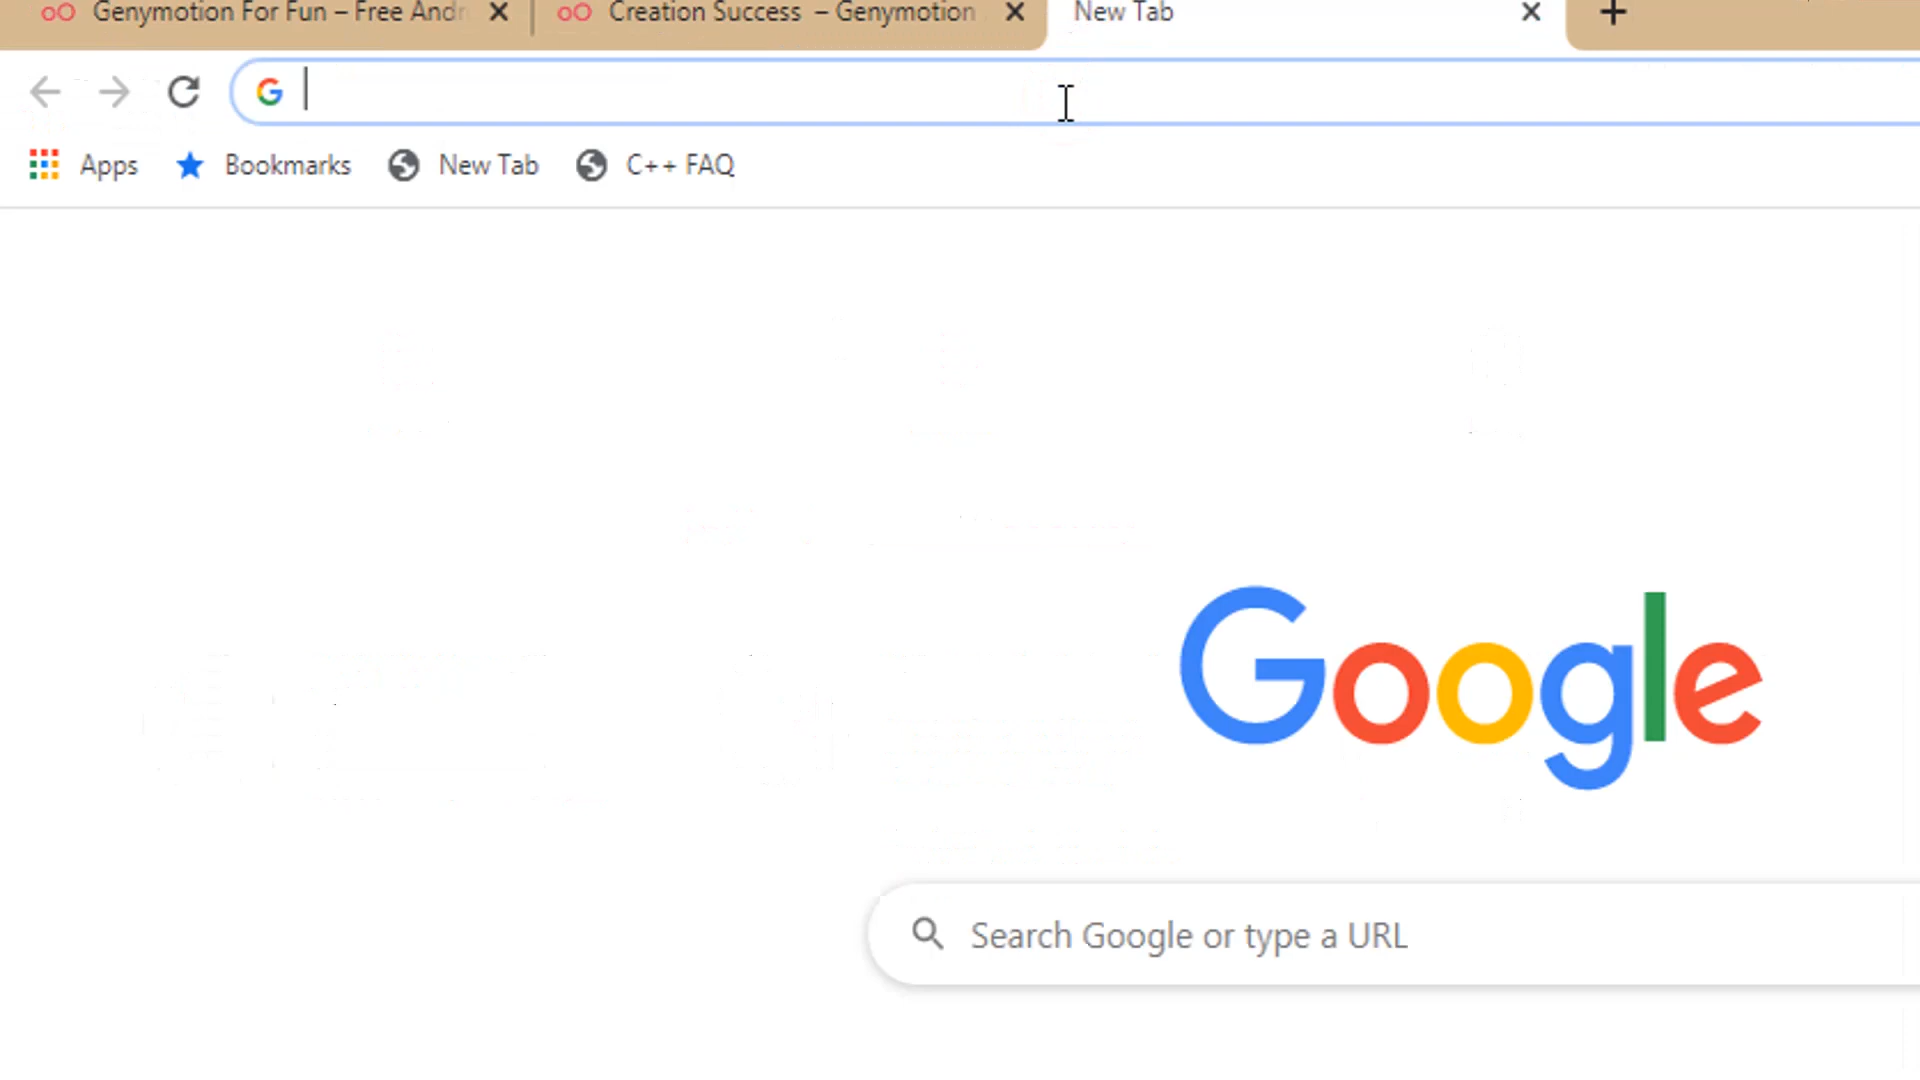 Genymotion For Fun – Free Andr
Creation Success – Genymotion
New Tab
Apps
Bookmarks
New Tab
C++ FAQ
Google
Search Google or type a URL